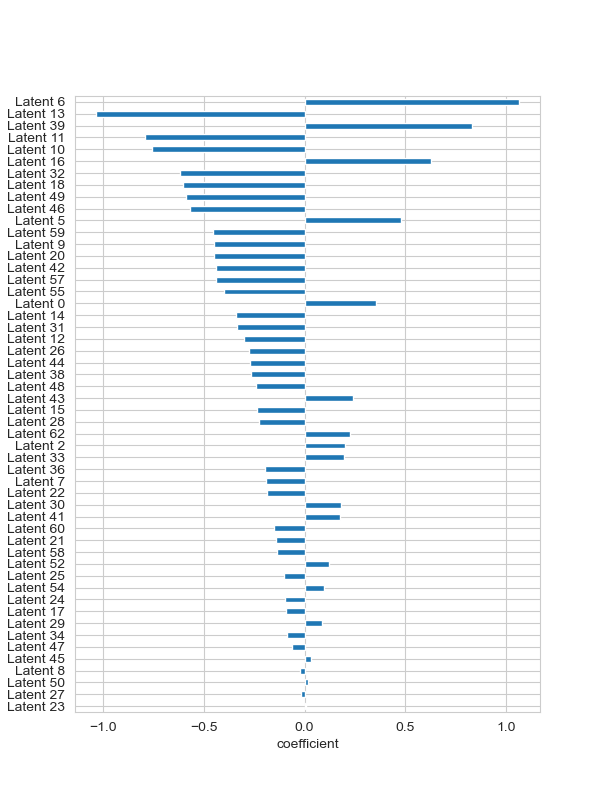 Latent 6
Latent 13
Latent 39
Latent 11
Latent 10
Latent 16
Latent 32
Latent 18
Latent 49
Latent 46
Latent 5
Latent 59
Latent 9
Latent 20
Latent 42
Latent 57
Latent 55
Latent 0
Latent 14
Latent 31
Latent 12
Latent 26
Latent 44
Latent 38
Latent 48
Latent 43
Latent 15
Latent 28
Latent 62
Latent 2
Latent 33
Latent 36
Latent 7
Latent 22
Latent 30
Latent 41
Latent 60
Latent 21
Latent 58
Latent 52
Latent 25
Latent 54
Latent 24
Latent 17
Latent 29
Latent 34
Latent 47
Latent 45
Latent 8
Latent 50
Latent 27
Latent 23
−1.0 −0.5 0.0 0.5 1.0
coefficient